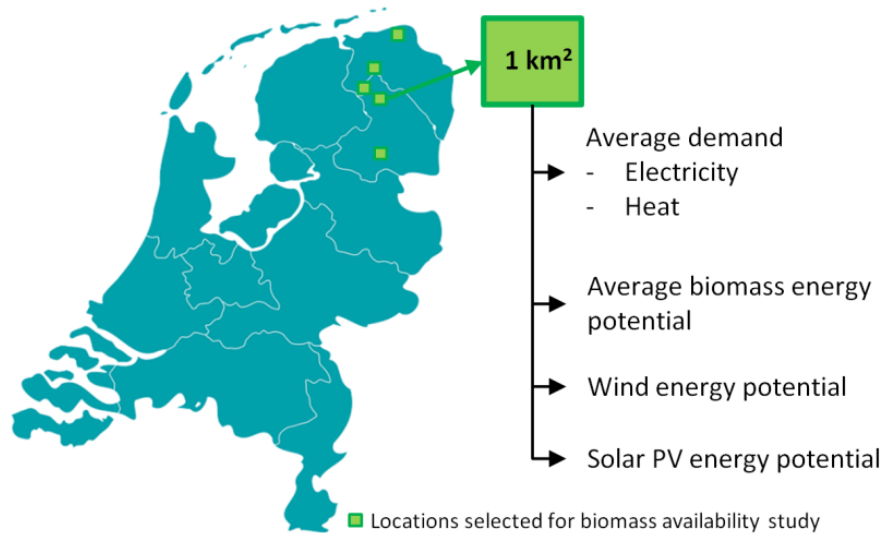 1 km²
Average demand
- Electricity
- Heat
Average biomass energy
potential
Wind energy potential
Solar PV energy potential
Locations selected for biomass availability study